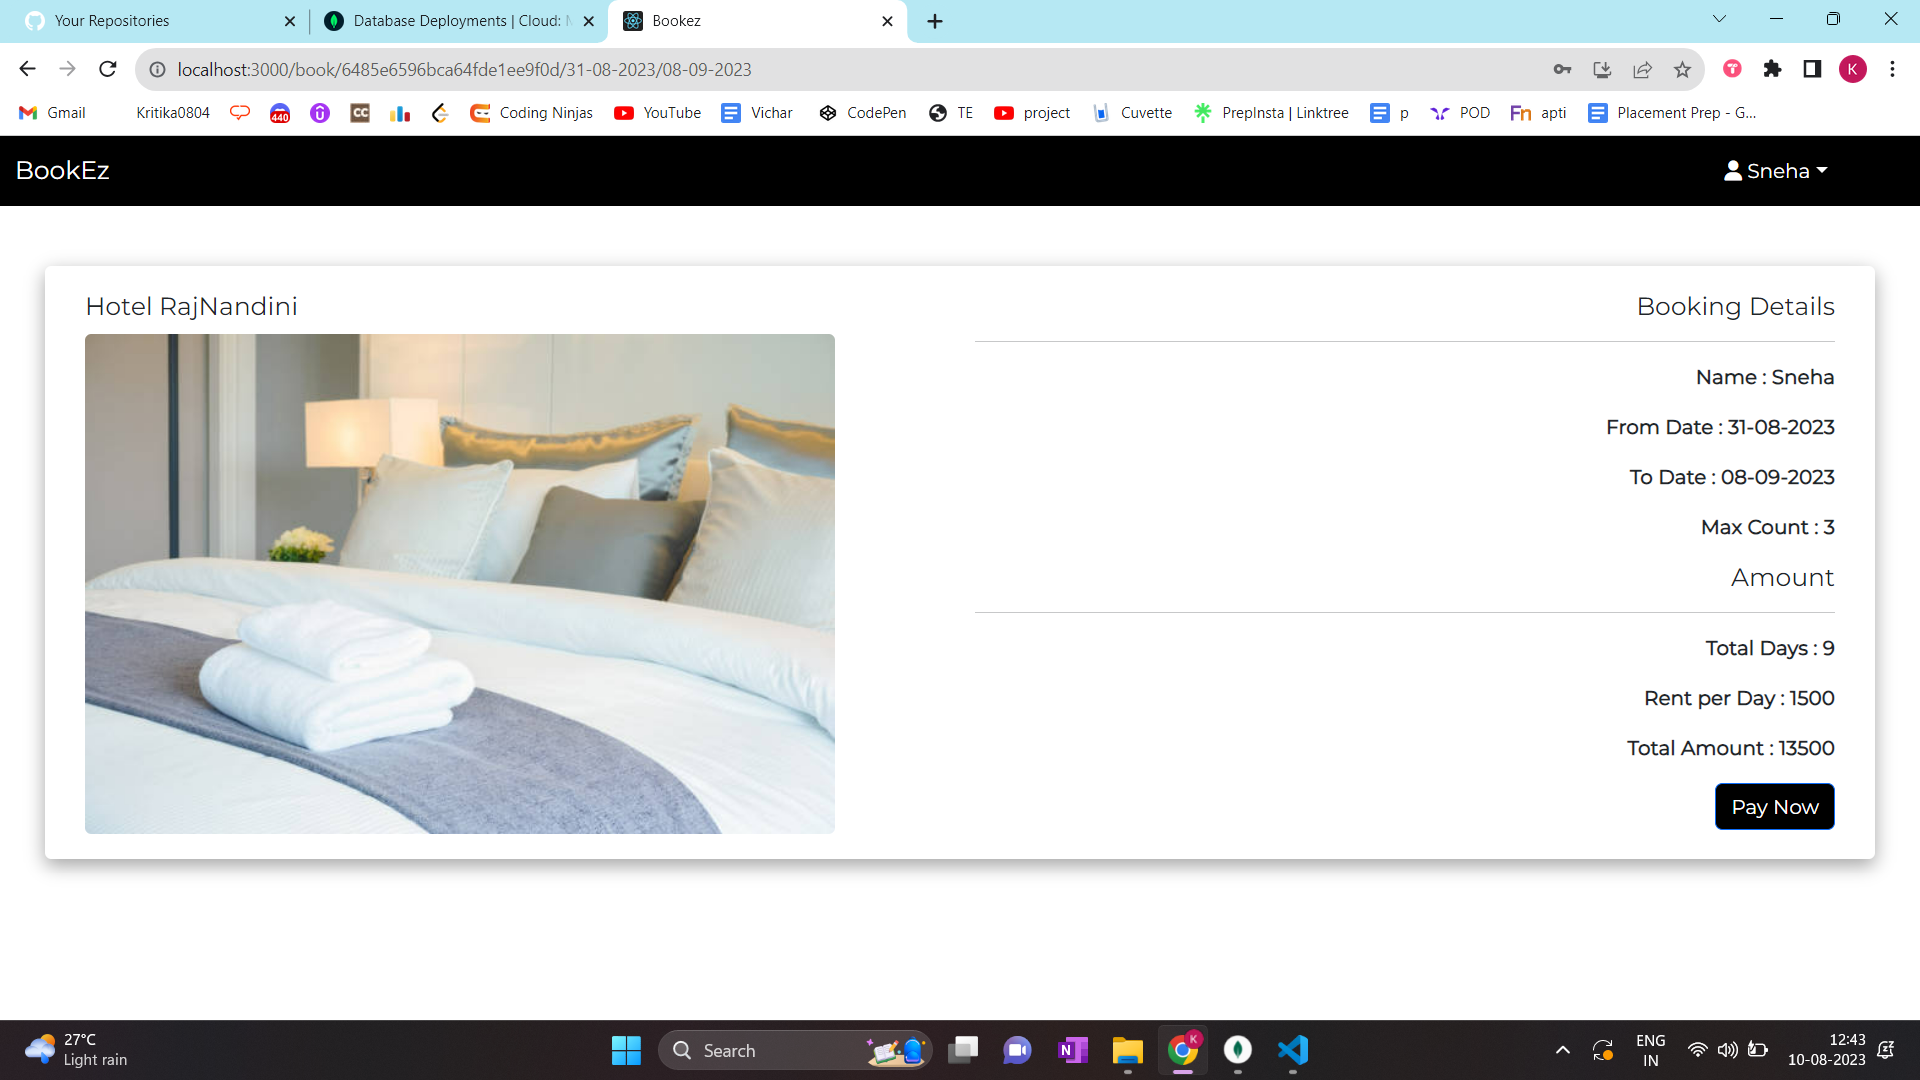 Your Repositories
Database Deployments | Cloud:
Bookez
localhost:3000/book/6485e6596bca64fde1ee9f0d/31-08-2023/08-09-2023
K
Gmail
Kritika0804
440
CC
Coding Ninjas
YouTube
Vichar
CodePen
TE
project
Cuvette
PrepInsta | Linktree
p
POD
Fn
apti
Placement Prep - G...
BookEz
Sneha
Hotel RajNandini
Booking Details
Name : Sneha
From Date : 31-08-2023
To Date : 08-09-2023
Max Count : 3
Amount
Total Days : 9
Rent per Day : 1500
Total Amount : 13500
Pay Now
27°C
Light rain
Search
N
K
ENG
IN
12:43
10-08-2023